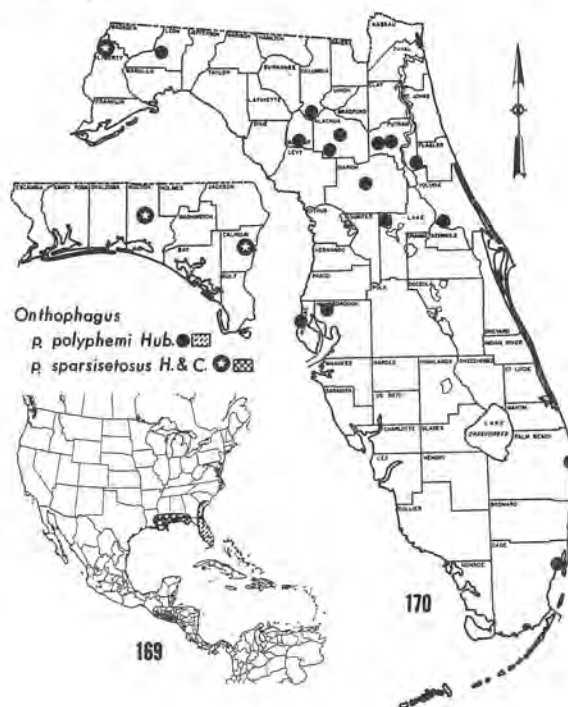 NASSAU
GADSDEN
LEON
JEFFERSON
MADISON
HAMILTON
BAKER
DUVAL
LIBERTY
WAKULLA
TAYLOR
SUWANNEE
COLUMBIA
UNION
CLAY
ST JOHNS
FRANKLIN
LAFAYETTE
BRADFORD
DIXIE
ALACHUA
PUTNAM
FLAGLER
LEVY
MARION
VOLUSIA
ESCAMBIA
SANTA ROSA
OKALOOSA
WALTON
HOLMES
JACKSON
WASHINGTON
CITRUS
SUMTER
LAKE
CALHOUN
ORANGE
SEMINOLE
BAY
HERNANDO
GULF
PASCO
POLK
OSCEOLA
Onthophagus
p. polyphemi Hub.
p. sparsisetosus H. & C.
BREVARD
INDIAN RIVER
MANATEE
HARDEE
HIGHLANDS
OKEECHOBEE
ST LUCIE
SARASOTA
DE SOTO
MARTIN
CHARLOTTE
GLADES
LAKE OKEECHOBEE
PALM BEACH
LEE
HENDRY
BROWARD
COLLIER
DADE
MONROE
169
170